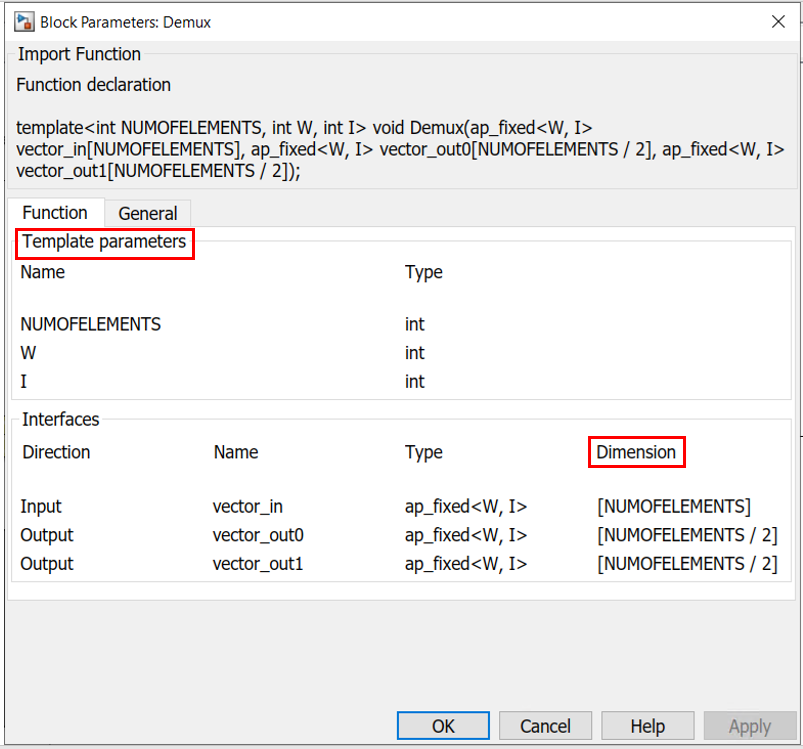 Block Parameters: Demux
Import Function
Function declaration
template<int NUMOFELEMENTS, int W, int I> void Demux(ap_fixed<W, I>
vector_in[NUMOFELEMENTS], ap_fixed<W, I> vector_out0[NUMOFELEMENTS / 2], ap_fixed<W, I>
vector_out1[NUMOFELEMENTS / 2]);
Function General
Template parameters
Name Type
NUMOFELEMENTS int
W int
I int
Interfaces
Direction Name Type Dimension
Input vector_in ap_fixed<W, I> [NUMOFELEMENTS]
Output vector_out0 ap_fixed<W, I> [NUMOFELEMENTS / 2]
Output vector_out1 ap_fixed<W, I> [NUMOFELEMENTS / 2]
OK Cancel Help Apply